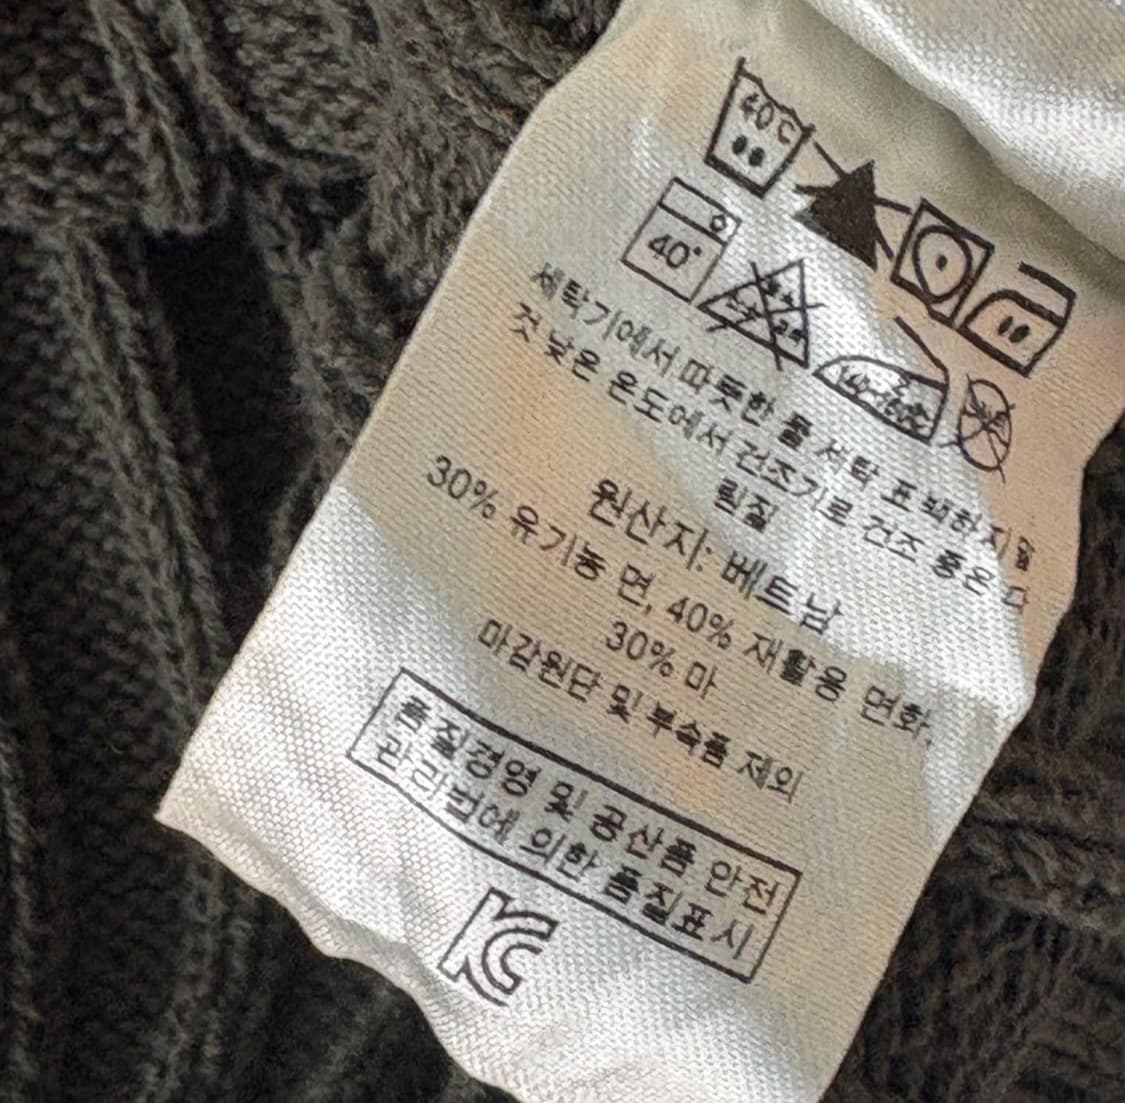 40C
40°
세탁기에서 따뜻한 물 세탁 표백하지 말
것 낮은 온도에서 건조기로 건조 중온 다
림질
원산지: 베트남
30% 유기농 면, 40% 재활용 면화,
30% 마
마감원단 및 부속품 제외
품질경영 및 공산품 안전
관리법에 의한 품질표시
KC